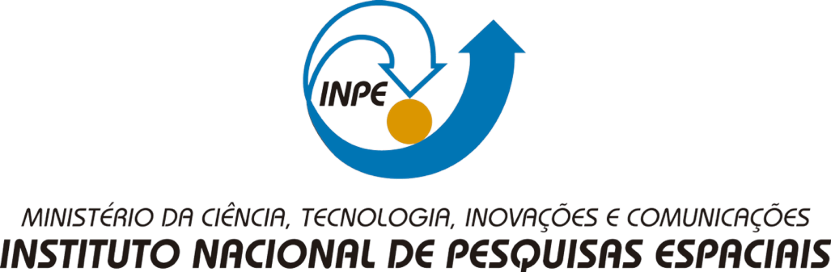 INPE
MINISTÉRIO DA CIÊNCIA, TECNOLOGIA, INOVAÇÕES E COMUNICAÇÕES
INSTITUTO NACIONAL DE PESQUISAS ESPACIAIS